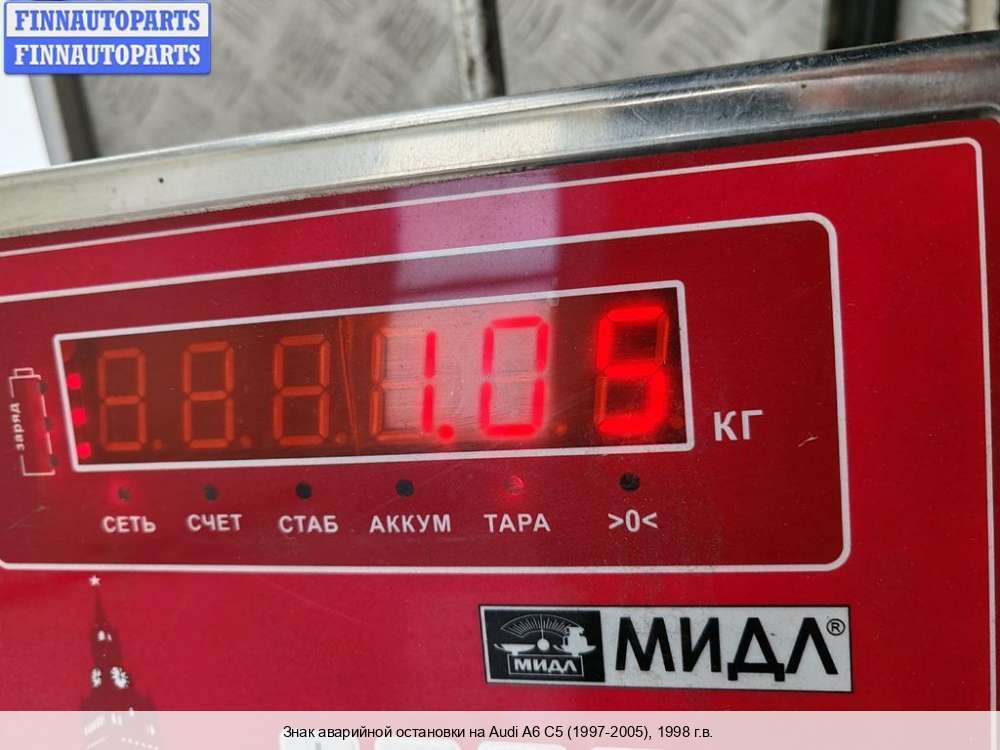 FINNAUTOPARTS
FINNAUTOPARTS
заряд
1.05
КГ
СЕТЬ СЧЕТ СТАБ АККУМ ТАРА >0<
МИДЛ МИДЛ®
Знак аварийной остановки на Audi A6 C5 (1997-2005), 1998 г.в.